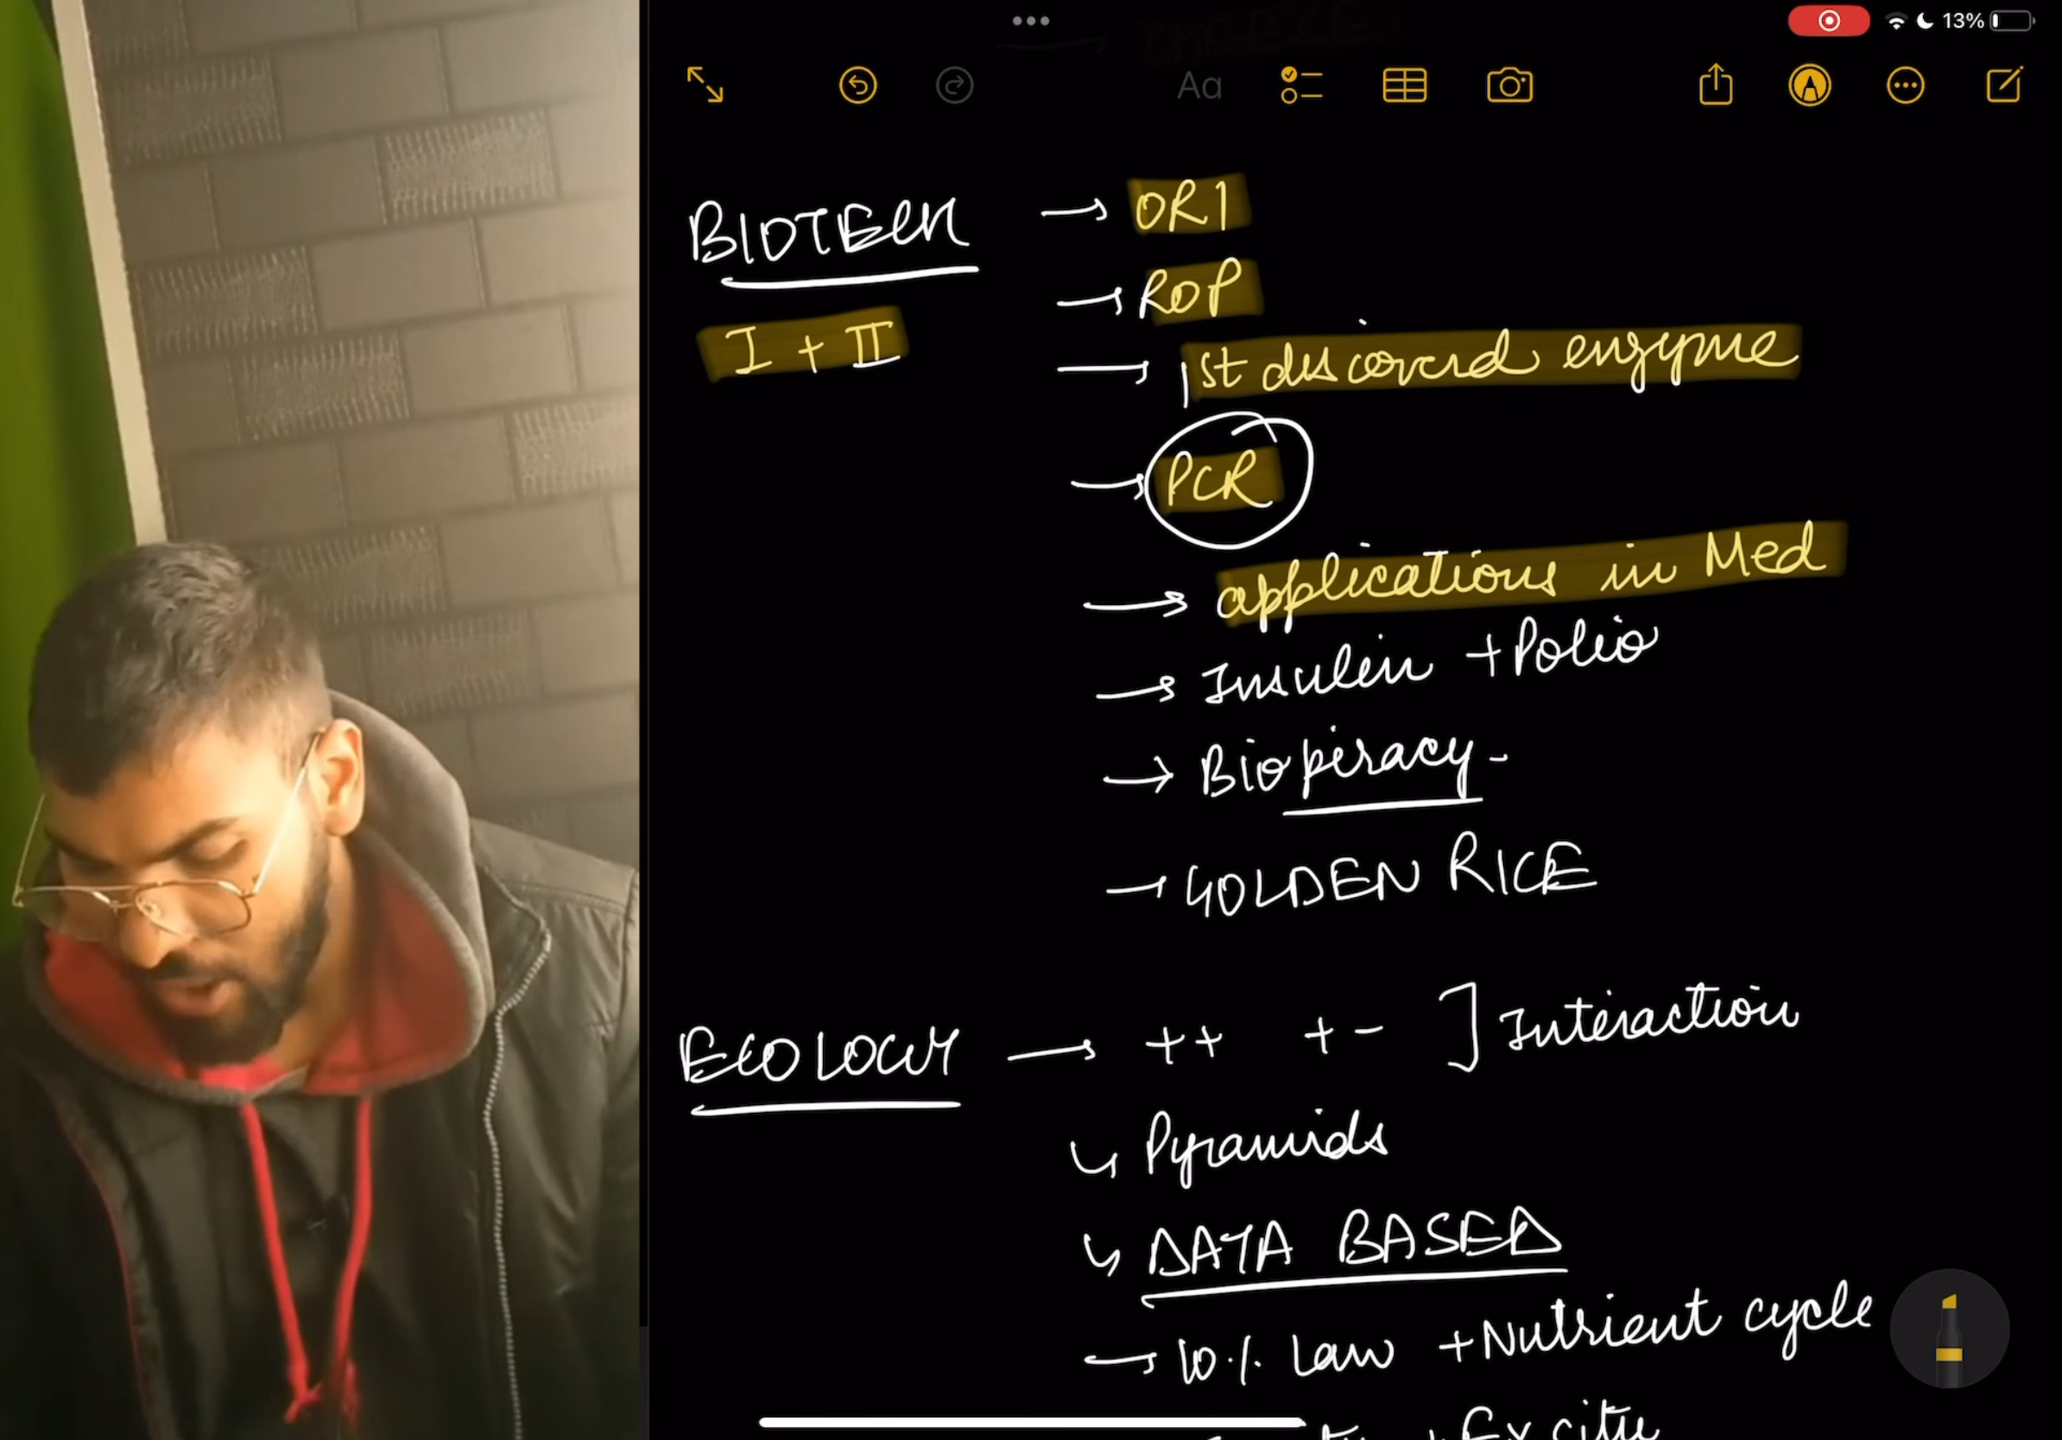 13%
Aa
BIOTECH → ORI
→ ROP
I + II
→ 1st discoverd enzyme
→ PCR
→ applications in Med
→ Insulin + Polio
→ Biopiracy -
→ GOLDEN RICE
ECOLOGY → ++ + - ] Interaction
↳ Pyramids
↳ DATA BASED
→ 10% Law + Nutrient cycle